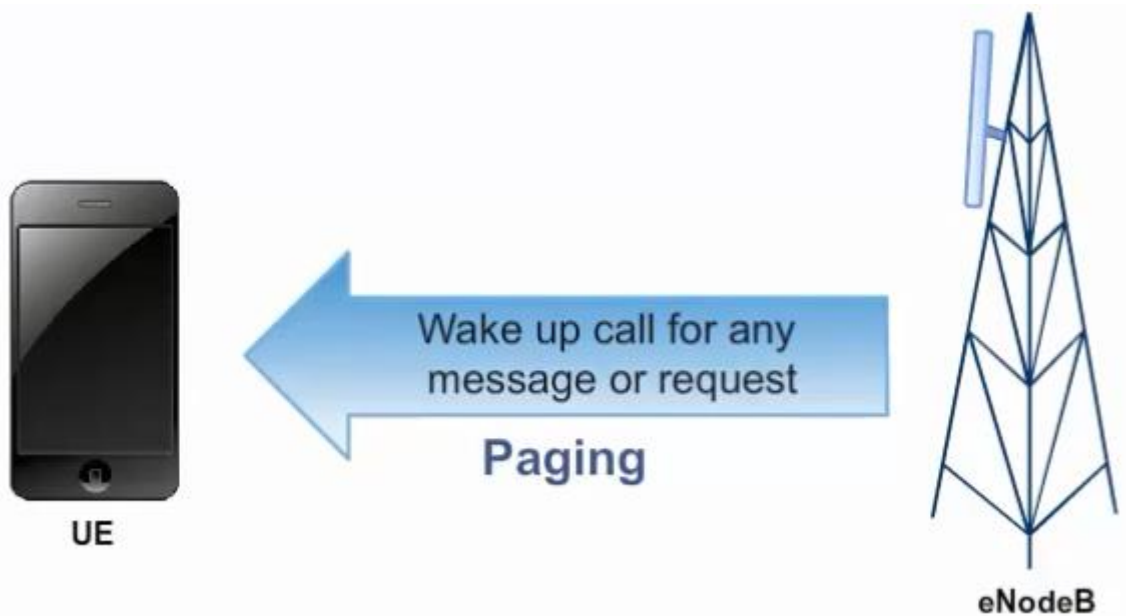 Wake up call for any
message or request
Paging
UE
eNodeB